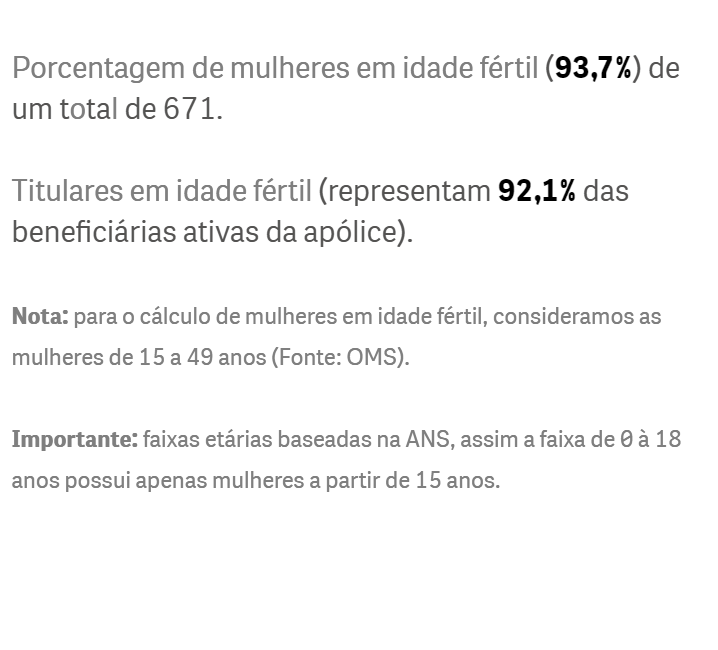 Porcentagem de mulheres em idade fértil (93,7%) de
um total de 671.
Titulares em idade fértil (representam 92,1% das
beneficiárias ativas da apólice).
Nota: para o cálculo de mulheres em idade fértil, consideramos as
mulheres de 15 a 49 anos (Fonte: OMS).
Importante: faixas etárias baseadas na ANS, assim a faixa de 0 à 18
anos possui apenas mulheres a partir de 15 anos.